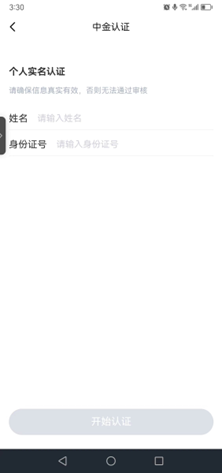 3:30
中金认证
个人实名认证
请确保信息真实有效，否则无法通过审核
姓名 请输入姓名
身份证号 请输入身份证号
开始认证